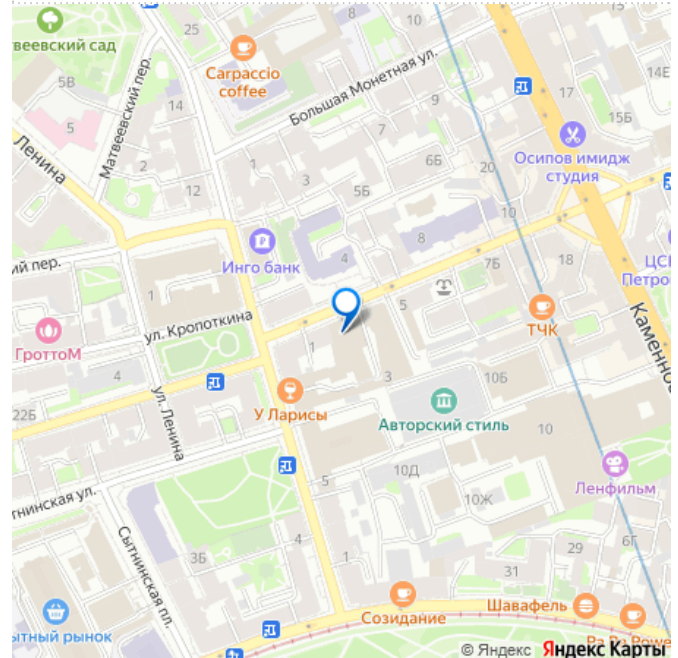 твеевский сад
25
Carpaccio
coffee
Большая Монетная ул.
14Е
5В
14
9
17
5
Матвеевский пер.
7
15Б
Осипов имидж
студия
Ленина
2
1
3
6Б
20
12
5Б
10
8
Инго банк
4
ий пер.
7Б
18
ЦСИ
Петро
1
ул. Кропоткина
5
ТЧК
ГроттоМ
1
Каменно
4
3
10Б
У Ларисы
22Б
ул. Ленина
Авторский стиль
10
тнинская ул.
5
10Д
Ленфильм
10Ж
Сытнинская пл.
4
3Б
1
29
6Г
31
Созидание
Шавафель
ытный рынок
© Яндекс Яндекс Карты